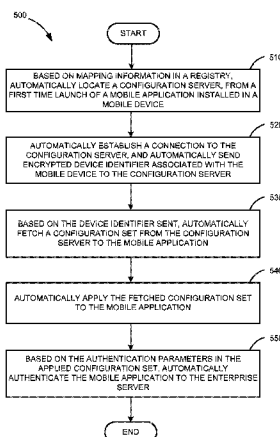 500
START
510
BASED ON MAPPING INFORMATION IN A REGISTRY,
AUTOMATICALLY LOCATE A CONFIGURATION SERVER, FROM A
FIRST TIME LAUNCH OF A MOBILE APPLICATION INSTALLED IN A
MOBILE DEVICE
520
AUTOMATICALLY ESTABLISH A CONNECTION TO THE
CONFIGURATION SERVER, AND AUTOMATICALLY SEND
ENCRYPTED DEVICE IDENTIFIER ASSOCIATED WITH THE
MOBILE DEVICE TO THE CONFIGURATION SERVER
530
BASED ON THE DEVICE IDENTIFIER SENT, AUTOMATICALLY
FETCH A CONFIGURATION SET FROM THE CONFIGURATION
SERVER TO THE MOBILE APPLICATION
540
AUTOMATICALLY APPLY THE FETCHED CONFIGURATION SET
TO THE MOBILE APPLICATION
550
BASED ON THE AUTHENTICATION PARAMETERS IN THE
APPLIED CONFIGURATION SET, AUTOMATICALLY
AUTHENTICATE THE MOBILE APPLICATION TO THE ENTERPRISE
SERVER
END